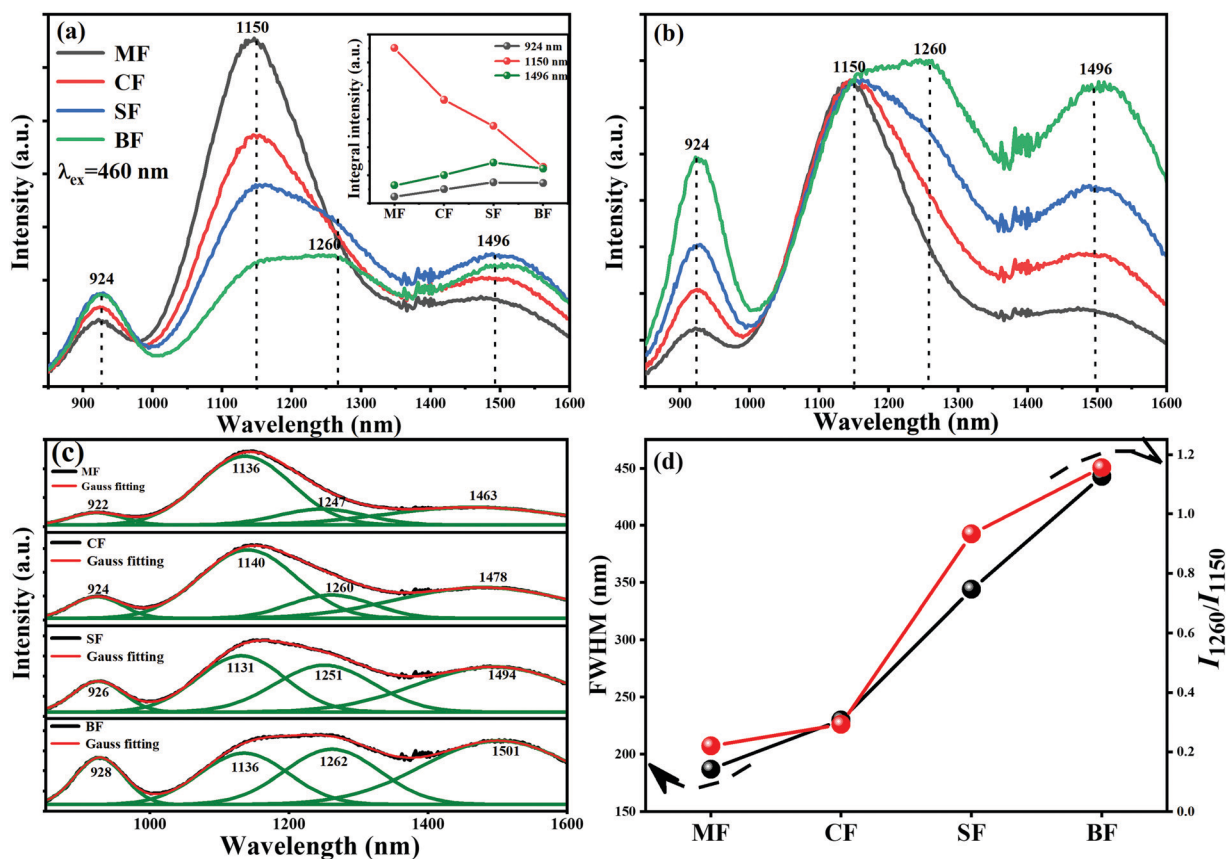 (a)
1150
MF
CF
SF
BF
λex=460 nm
924
1260
1496
Intensity (a.u.)
900 1000 1100 1200 1300 1400 1500 1600
Wavelength (nm)
924 nm
1150 nm
1496 nm
Integral intensity (a.u.)
MF CF SF BF
(b)
924
1150
1260
1496
Intensity (a.u.)
900 1000 1100 1200 1300 1400 1500 1600
Wavelength (nm)
(c)
MF
Gauss fitting
922
1136
1247
1463
CF
Gauss fitting
924
1140
1260
1478
SF
Gauss fitting
926
1131
1251
1494
BF
Gauss fitting
928
1136
1262
1501
Intensity (a.u.)
1000 1200 1400 1600
Wavelength (nm)
(d)
450
400
350
300
250
200
150
FWHM (nm)
1.2
1.0
0.8
0.6
0.4
0.2
0.0
I1260/I1150
MF CF SF BF